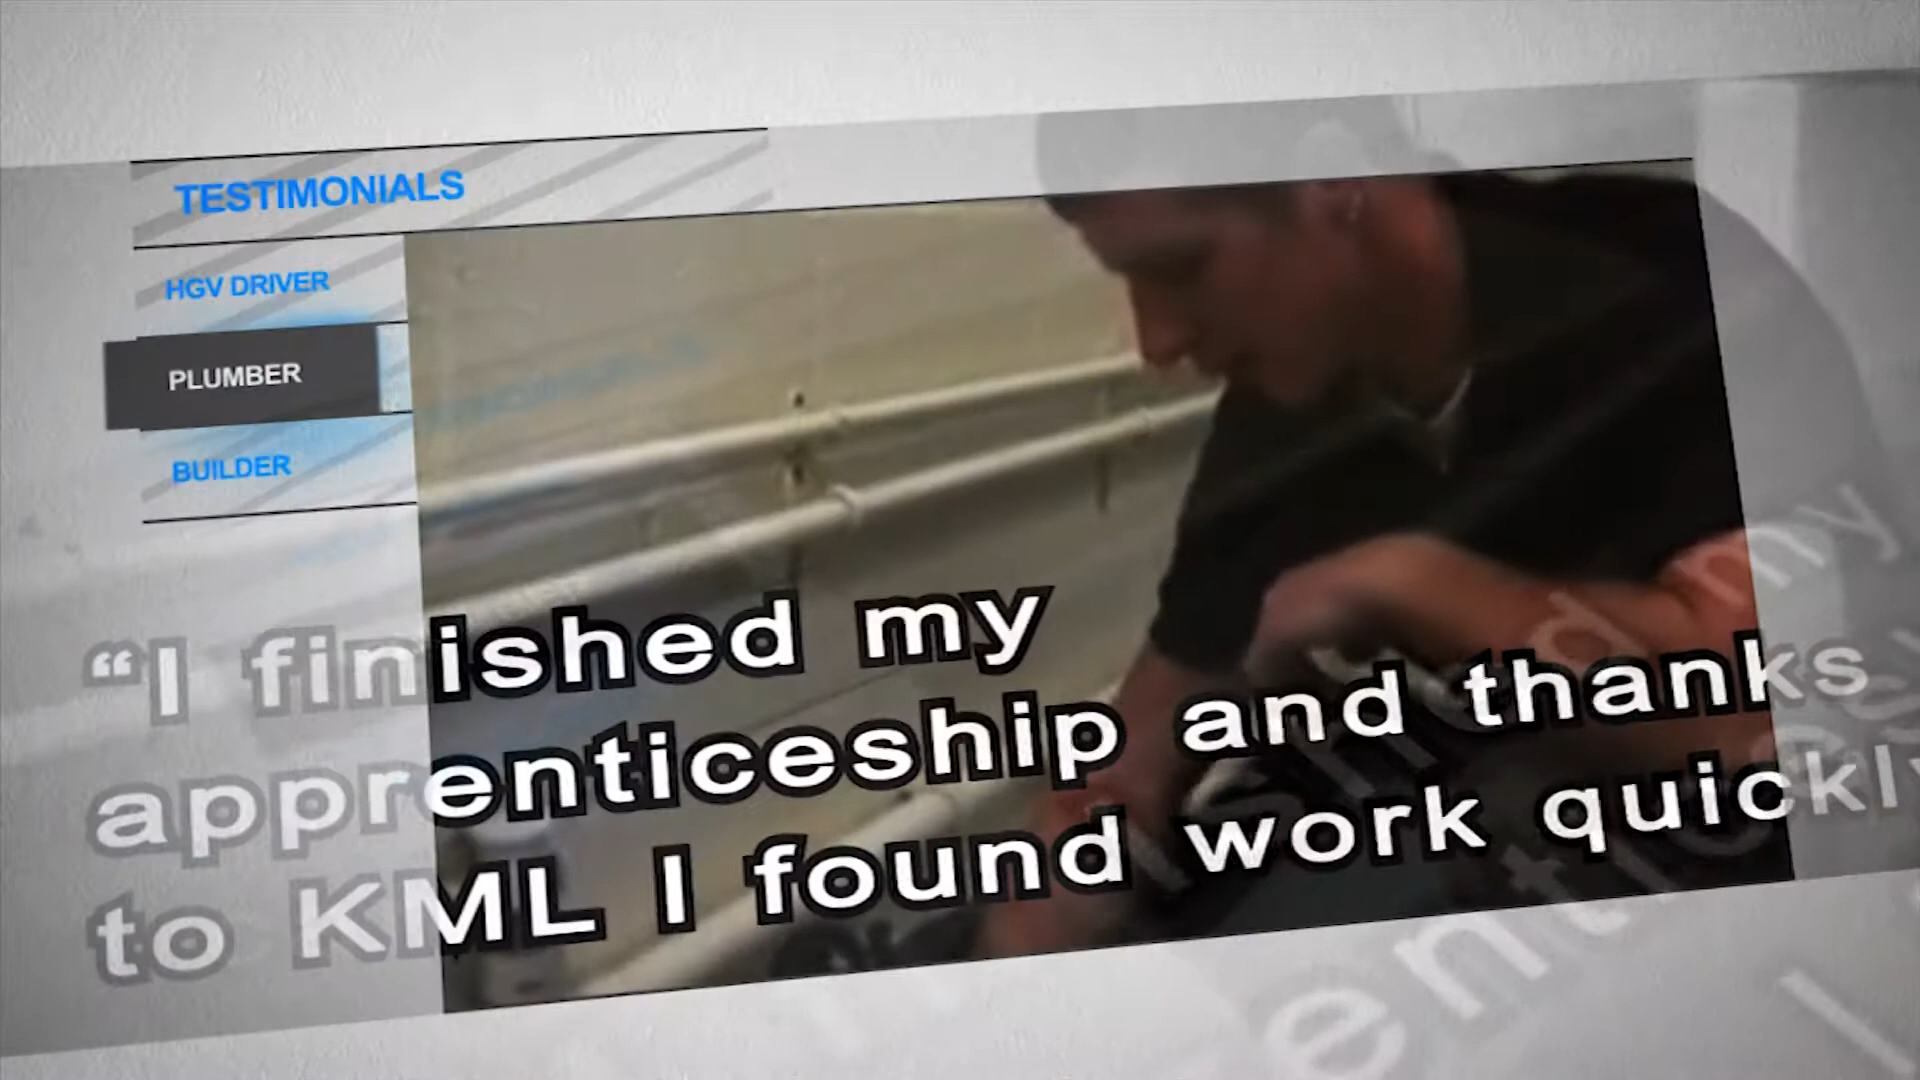 TESTIMONIALS
HGV DRIVER
PLUMBER
BUILDER
“I finished my
apprenticeship and thanks
to KML I found work quickly